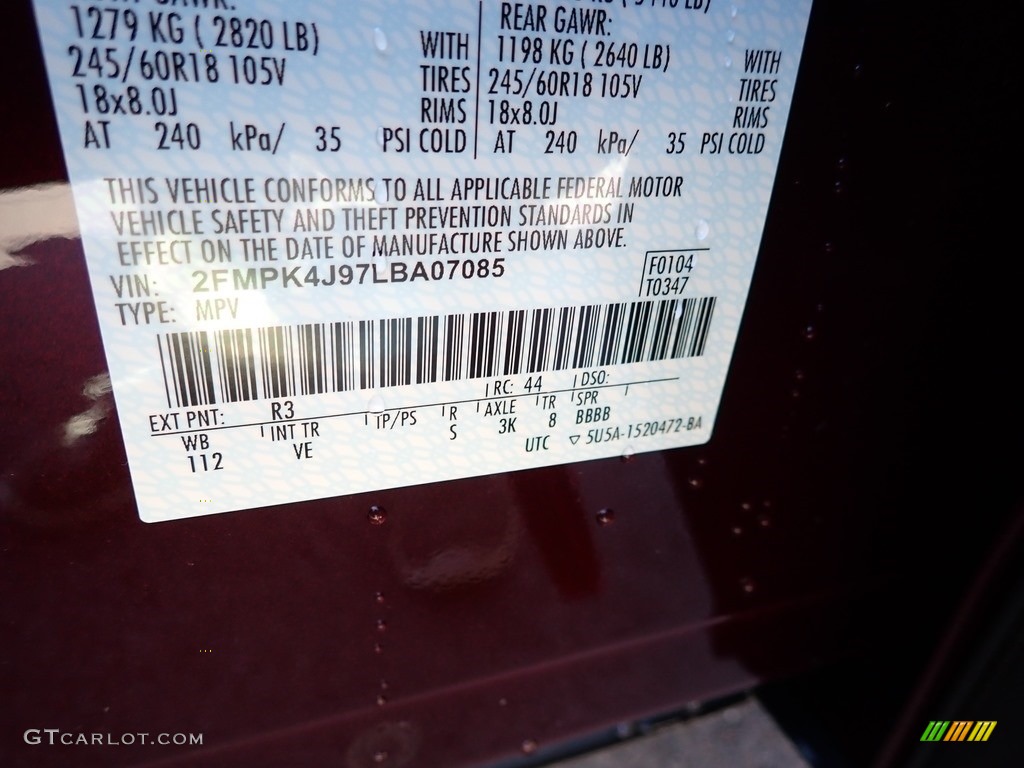 1279 KG ( 2820 LB) WITH
245/60R18 105V TIRES
18x8.0J RIMS
AT 240 kPa/ 35 PSI COLD
REAR GAWR:
1198 KG ( 2640 LB) WITH
245/60R18 105V TIRES
18x8.0J RIMS
AT 240 kPa/ 35 PSI COLD
THIS VEHICLE CONFORMS TO ALL APPLICABLE FEDERAL MOTOR
VEHICLE SAFETY AND THEFT PREVENTION STANDARDS IN
EFFECT ON THE DATE OF MANUFACTURE SHOWN ABOVE.
VIN: 2FMPK4J97LBA07085
TYPE: MPV
F0104
T0347
EXT PNT: R3 RC: 44 DSO:
WB INT TR TP/PS R AXLE TR SPR
112 VE S 3K 8 BBBB
UTC ▽ 5U5A-1520472-BA
GTCARLOT.COM